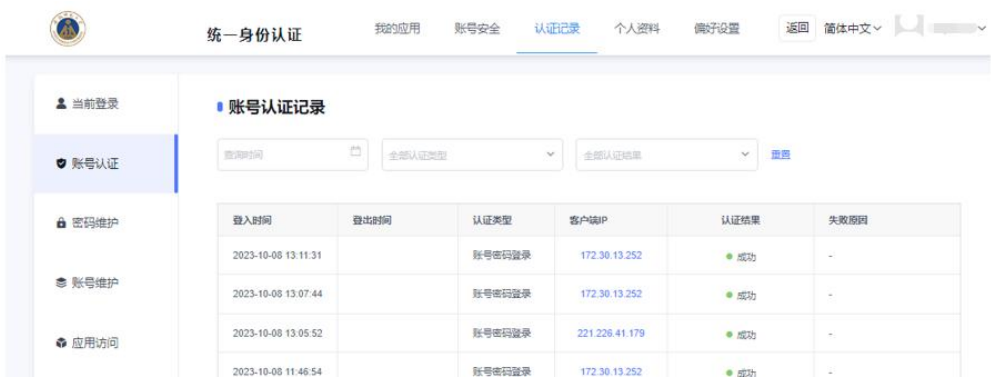 统一身份认证 我的应用 账号安全 认证记录 个人资料 偏好设置 返回 简体中文
当前登录
账号认证
密码维护
账号维护
应用访问
账号认证记录
查询时间 全部认证类型 全部认证结果 重置
登入时间 登出时间 认证类型 客户端IP 认证结果 失败原因
2023-10-08 13:11:31 账号密码登录 172.30.13.252 成功 -
2023-10-08 13:07:44 账号密码登录 172.30.13.252 成功 -
2023-10-08 13:05:52 账号密码登录 221.226.41.179 成功 -
2023-10-08 11:46:54 账号密码登录 172.30.13.252 成功 -